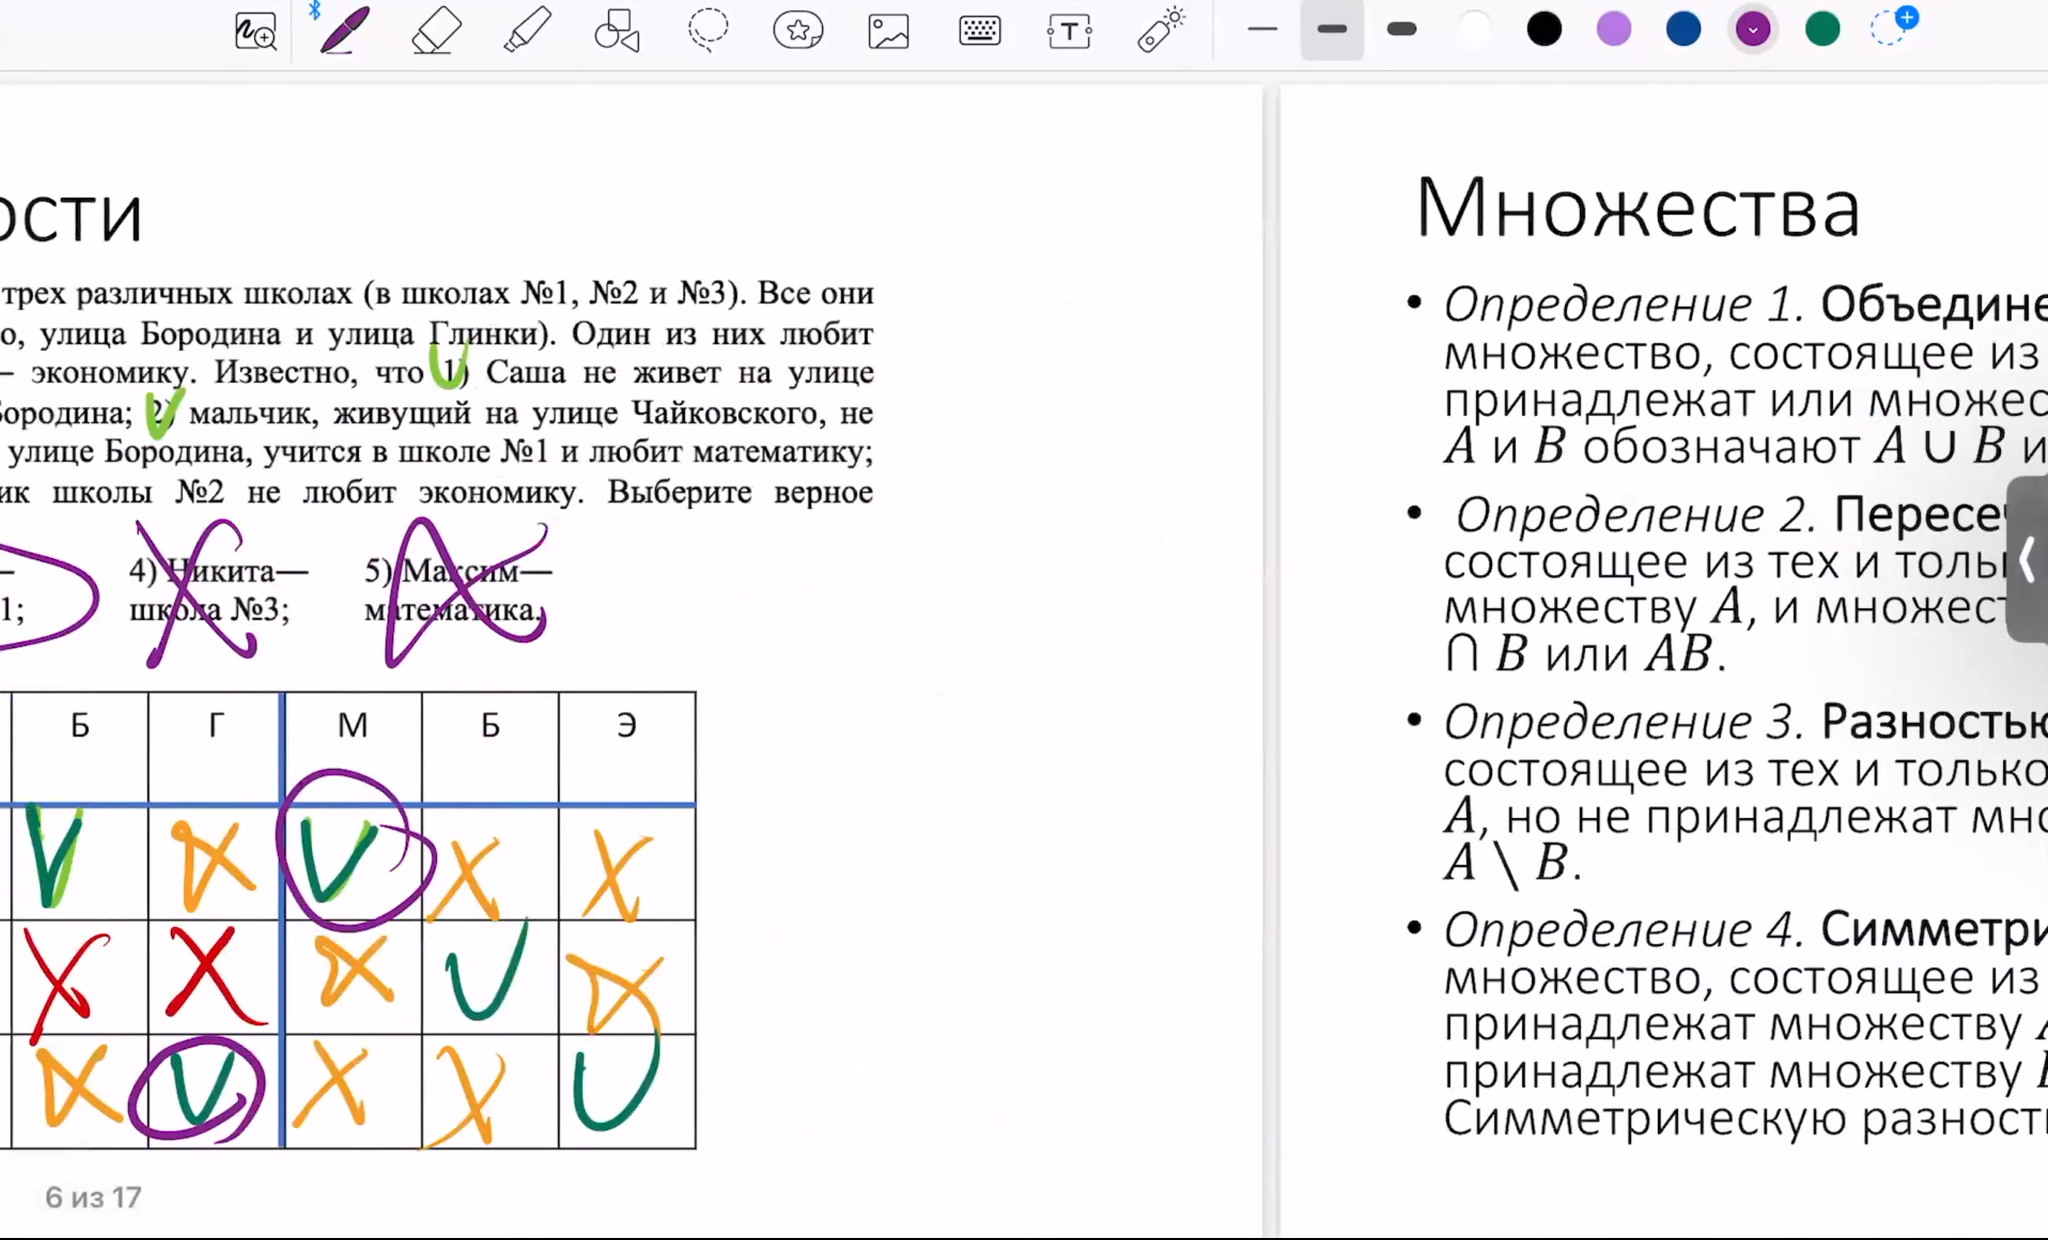 ости
трех различных школах (в школах №1, №2 и №3). Все они
о, улица Бородина и улица Глинки). Один из них любит
— экономику. Известно, что 1) Саша не живет на улице
Бородина; 2) мальчик, живущий на улице Чайковского, не
улице Бородина, учится в школе №1 и любит математику;
ик школы №2 не любит экономику. Выберите верное
—
1;
4) Никита—
школа №3;
5) Максим—
математика.
Б Г М Б Э
6 из 17
Множества
• Определение 1. Объедине
множество, состоящее из
принадлежат или множес
A и B обозначают A ∪ B и
• Определение 2. Пересе
состоящее из тех и толь
множеству A, и множест
∩ B или AB.
• Определение 3. Разность
состоящее из тех и только
A, но не принадлежат мно
A \ B.
• Определение 4. Симметри
множество, состоящее из
принадлежат множеству
принадлежат множеству
Симметрическую разност